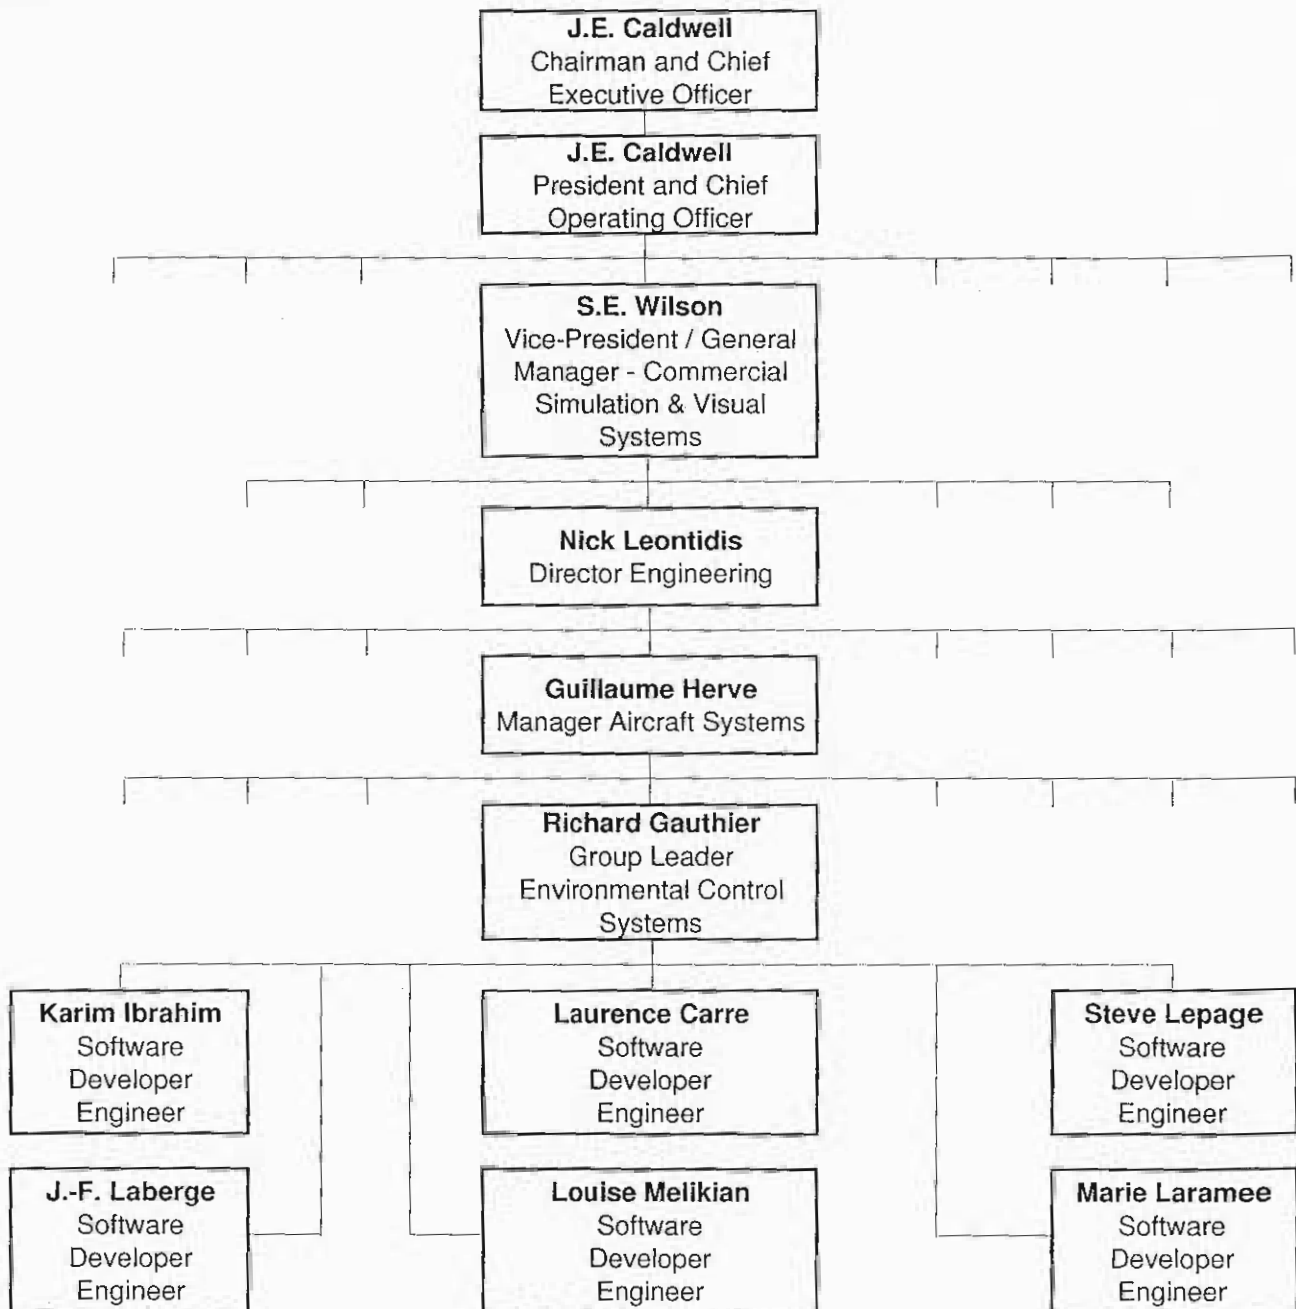 J.E. Caldwell
Chairman and Chief
Executive Officer
J.E. Caldwell
President and Chief
Operating Officer
S.E. Wilson
Vice-President / General
Manager - Commercial
Simulation & Visual
Systems
Nick Leontidis
Director Engineering
Guillaume Herve
Manager Aircraft Systems
Richard Gauthier
Group Leader
Environmental Control
Systems
Karim Ibrahim
Software
Developer
Engineer
Laurence Carre
Software
Developer
Engineer
Steve Lepage
Software
Developer
Engineer
J.-F. Laberge
Software
Developer
Engineer
Louise Melikian
Software
Developer
Engineer
Marie Laramee
Software
Developer
Engineer